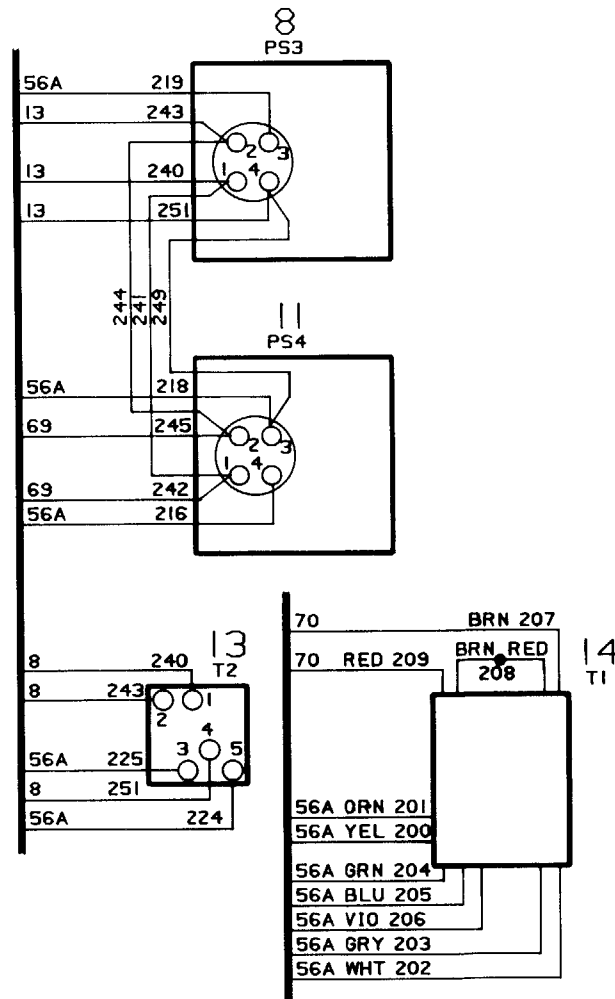 8
PS3
56A 219
13 243
2 3
13 240 1 4
13 251
244 241 249
11
PS4
56A 218
69 245 2 3
1 4
69 242
56A 216
13
T2
8 240
8 243 2 1
4
3 5
56A 225
8 251
56A 224
14
T1
70 BRN 207
BRN RED
70 RED 209 208
56A ORN 201
56A YEL 200
56A GRN 204
56A BLU 205
56A VIO 206
56A GRY 203
56A WHT 202